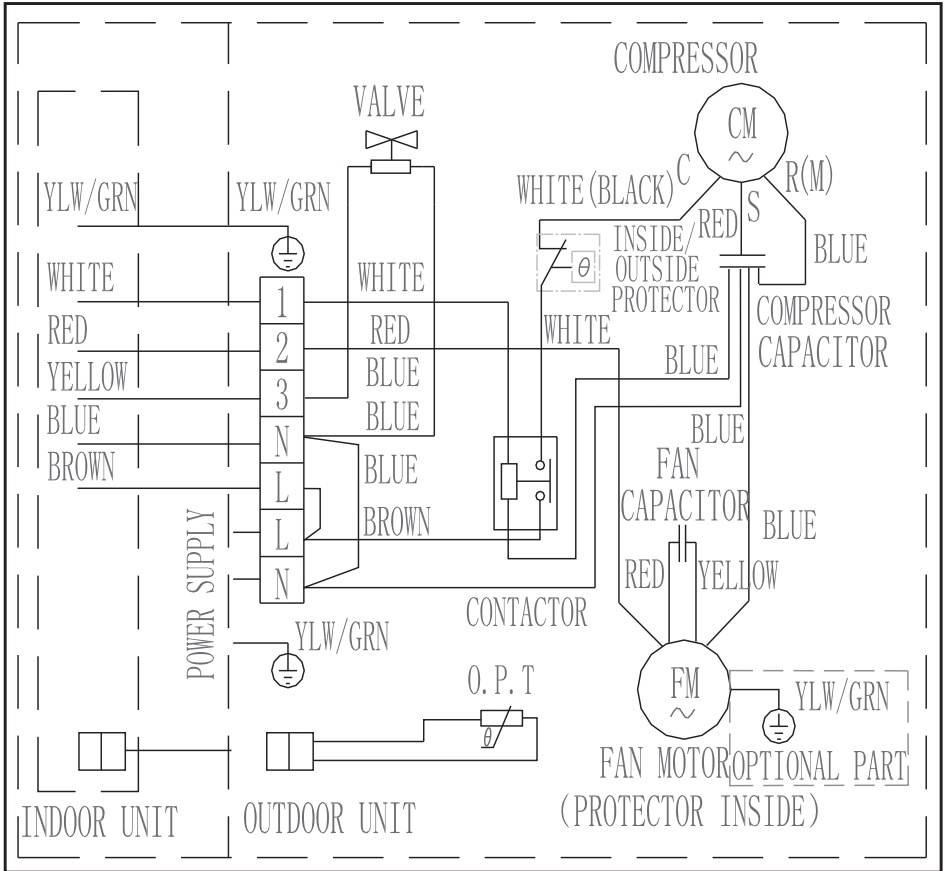 COMPRESSOR
VALVE
CM
C
R(M)
YLW/GRN
YLW/GRN
WHITE(BLACK)
RED
S
INSIDE/
OUTSIDE
PROTECTOR
BLUE
θ
WHITE
1
WHITE
COMPRESSOR
CAPACITOR
RED
2
RED
WHITE
YELLOW
3
BLUE
BLUE
BLUE
N
BLUE
BLUE
BROWN
L
BLUE
FAN
CAPACITOR
L
BROWN
BLUE
POWER SUPPLY
N
RED
YELLOW
CONTACTOR
YLW/GRN
O.P.T
θ
FM
YLW/GRN
FAN MOTOR
OPTIONAL PART
(PROTECTOR INSIDE)
INDOOR UNIT
OUTDOOR UNIT